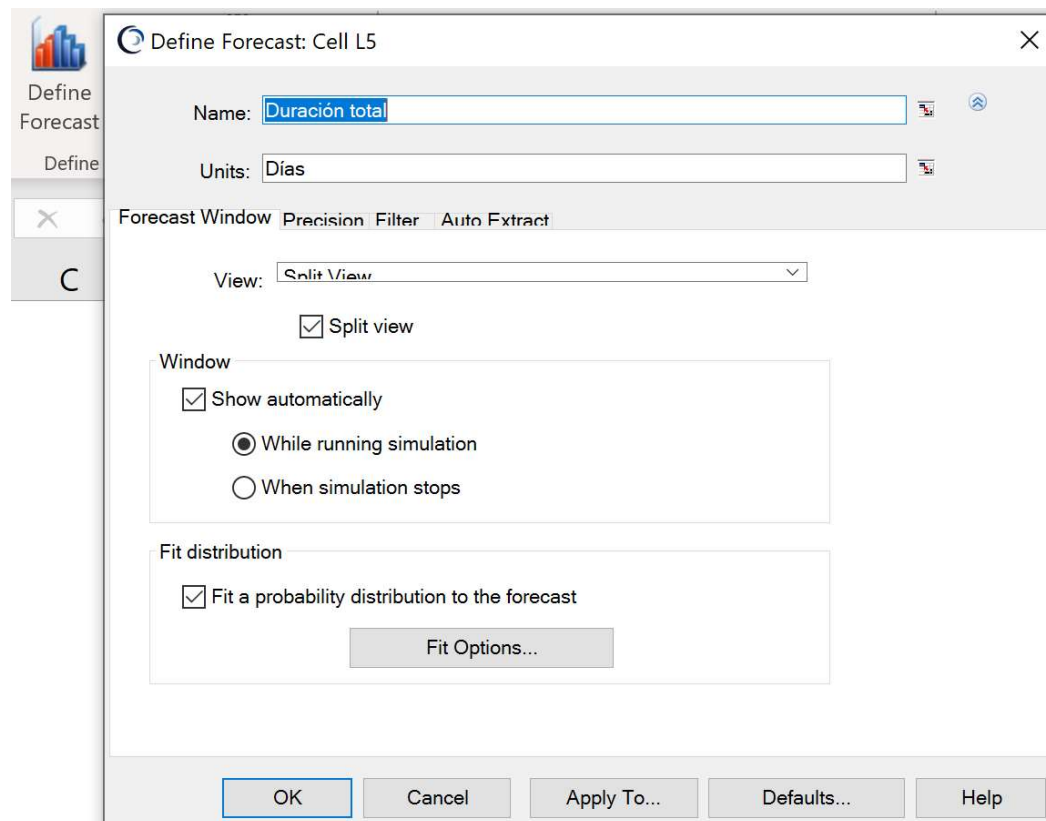 Define Forecast: Cell L5
Define
Forecast
Define
Name: Duración total
Units: Días
Forecast Window Precision Filter Auto Extract
C
View: Split View
Split view
Window
Show automatically
While running simulation
When simulation stops
Fit distribution
Fit a probability distribution to the forecast
Fit Options...
OK Cancel Apply To... Defaults... Help